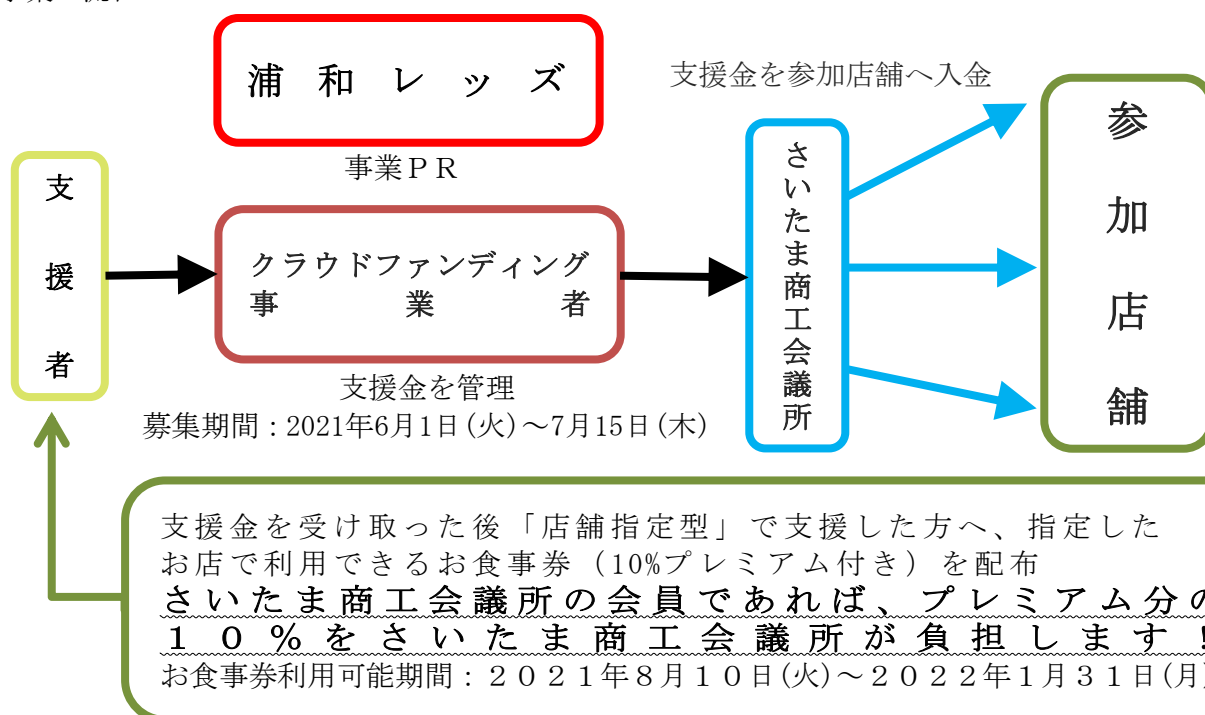 浦和レッズ
事業ＰＲ
支援金を参加店舗へ入金
支援者
クラウドファンディング
事業者
支援金を管理
募集期間：2021年6月1日(火)～7月15日(木)
さいたま商工会議所
参加店舗
支援金を受け取った後「店舗指定型」で支援した方へ、指定した
お店で利用できるお食事券（10%プレミアム付き）を配布
さいたま商工会議所の会員であれば、プレミアム分の
１０％をさいたま商工会議所が負担します！
お食事券利用可能期間：２０２１年８月１０日(火)～２０２２年１月３１日(月)